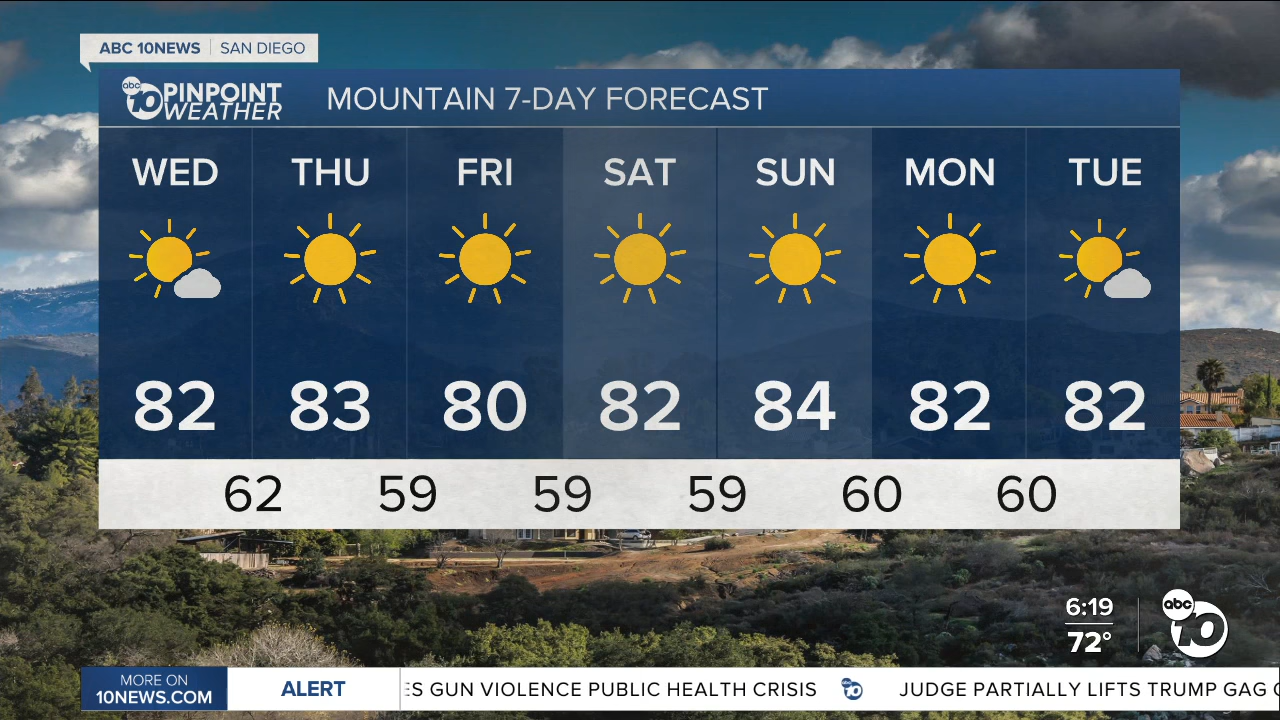 ABC 10NEWS | SAN DIEGO
abc 10 PINPOINT WEATHER
MOUNTAIN 7-DAY FORECAST
WED THU FRI SAT SUN MON TUE
82 83 80 82 84 82 82
62 59 59 59 60 60
6:19
72°
abc 10
MORE ON
10NEWS.COM
ALERT
S GUN VIOLENCE PUBLIC HEALTH CRISIS abc 10 JUDGE PARTIALLY LIFTS TRUMP GAG